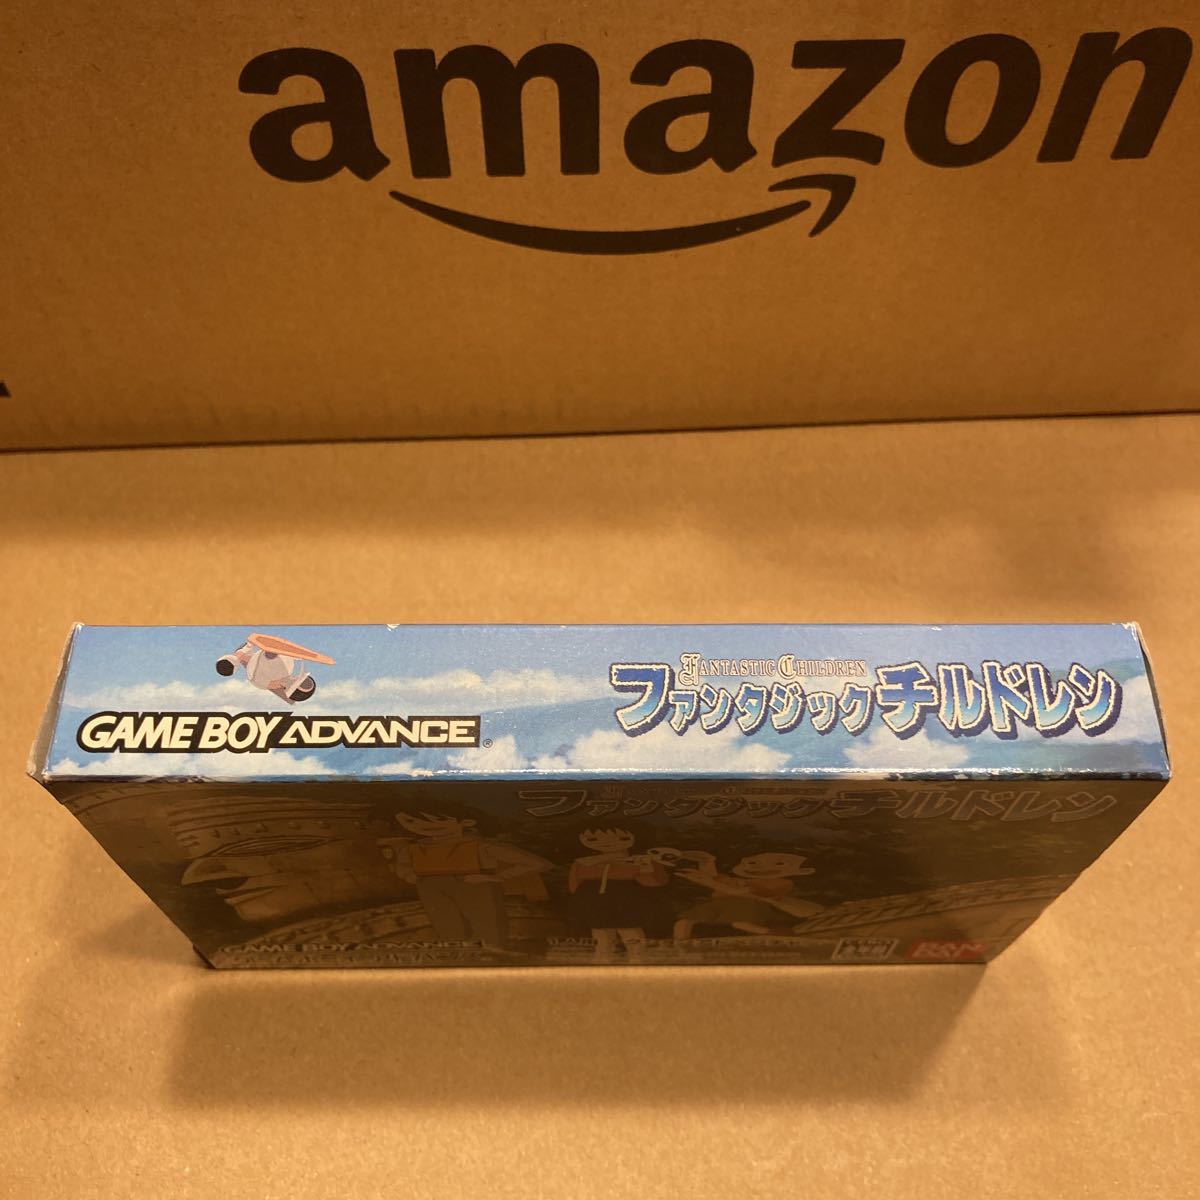 amazon
FANTASTIC CHILDREN
ファンタジックチルドレン
GAME BOY ADVANCE®
ファンタジックチルドレン
GAME BOY ADVANCE